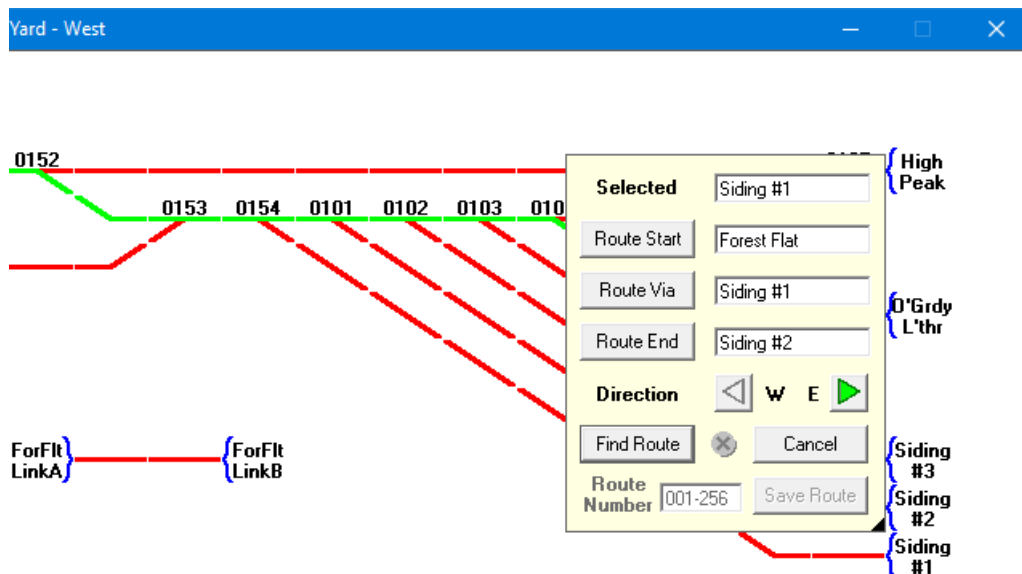 Yard - West
0152
High
Peak
0153 0154 0101 0102 0103
Selected Siding #1
Route Start Forest Flat
Route Via Siding #1
O'Grdy
L'thr
Route End Siding #2
Direction W E
Find Route Cancel
ForFlt
LinkA
ForFlt
LinkB
Siding
#3
Route
Number 001-256 Save Route
Siding
#2
Siding
#1